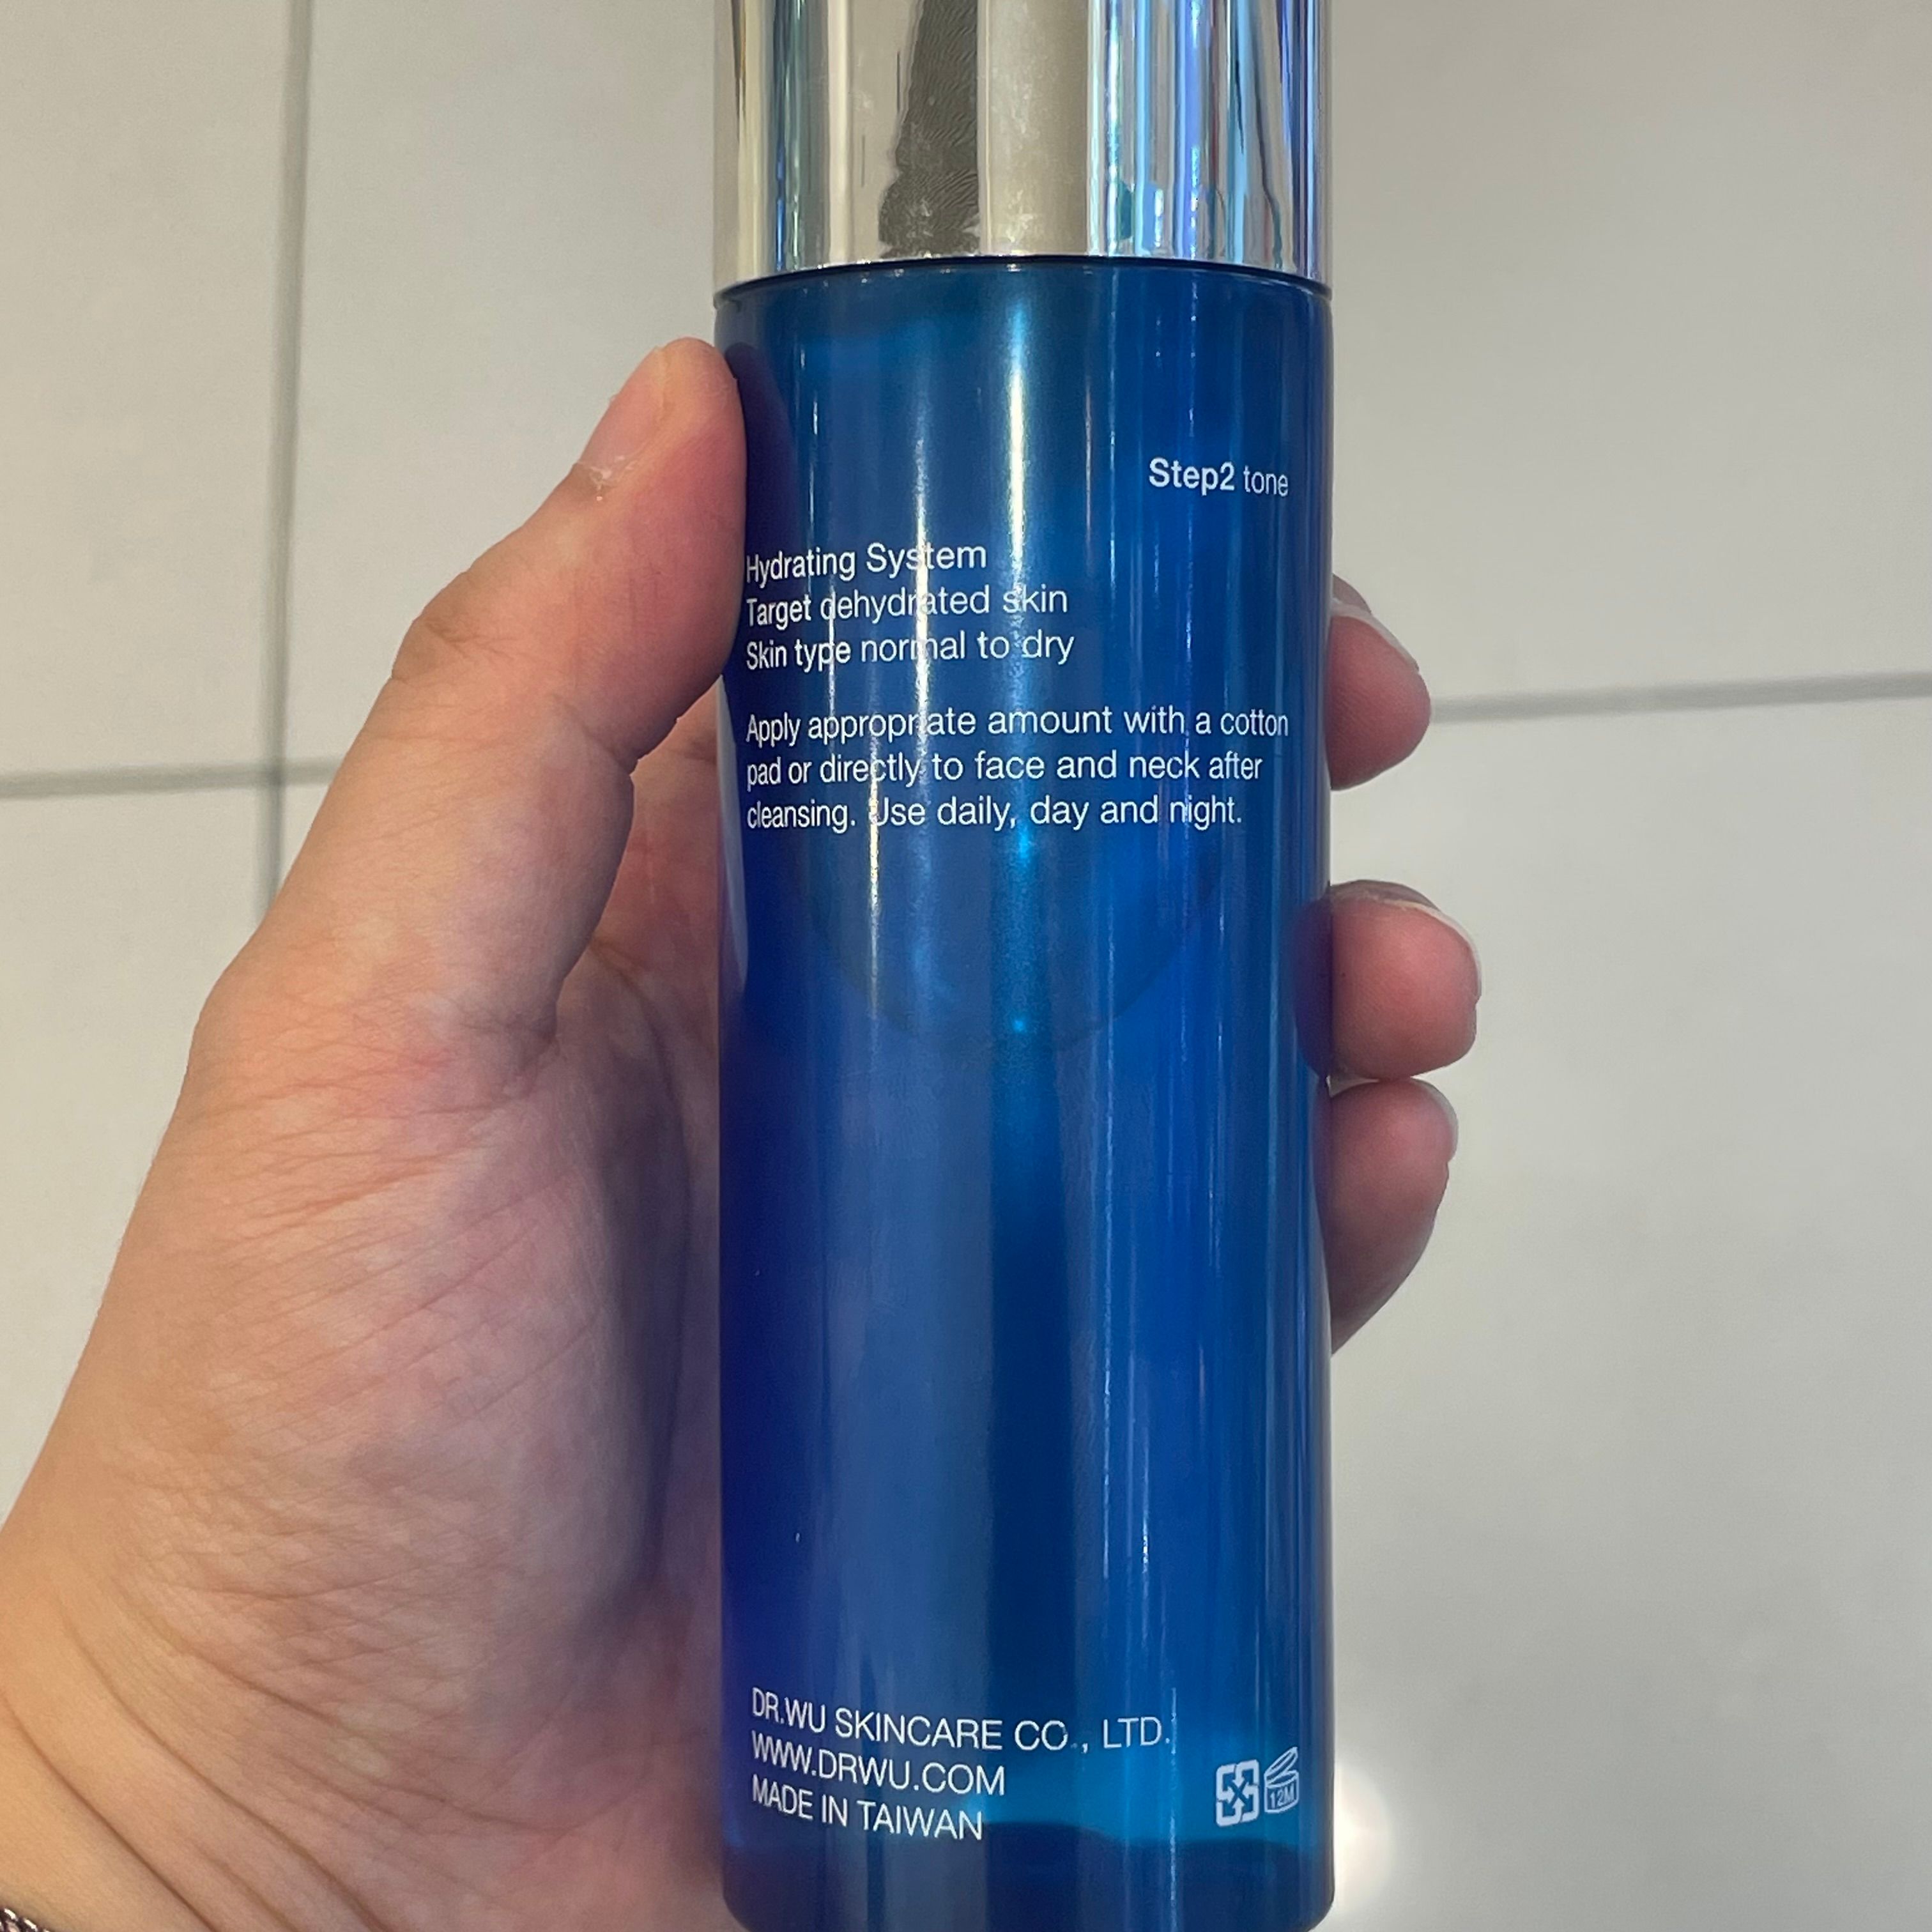 Step2 tone
Hydrating System
Target dehydrated skin
Skin type normal to dry
Apply appropriate amount with a cotton
pad or directly to face and neck after
cleansing. Use daily, day and night.
DR.WU SKINCARE CO., LTD.
WWW.DRWU.COM
MADE IN TAIWAN
12M